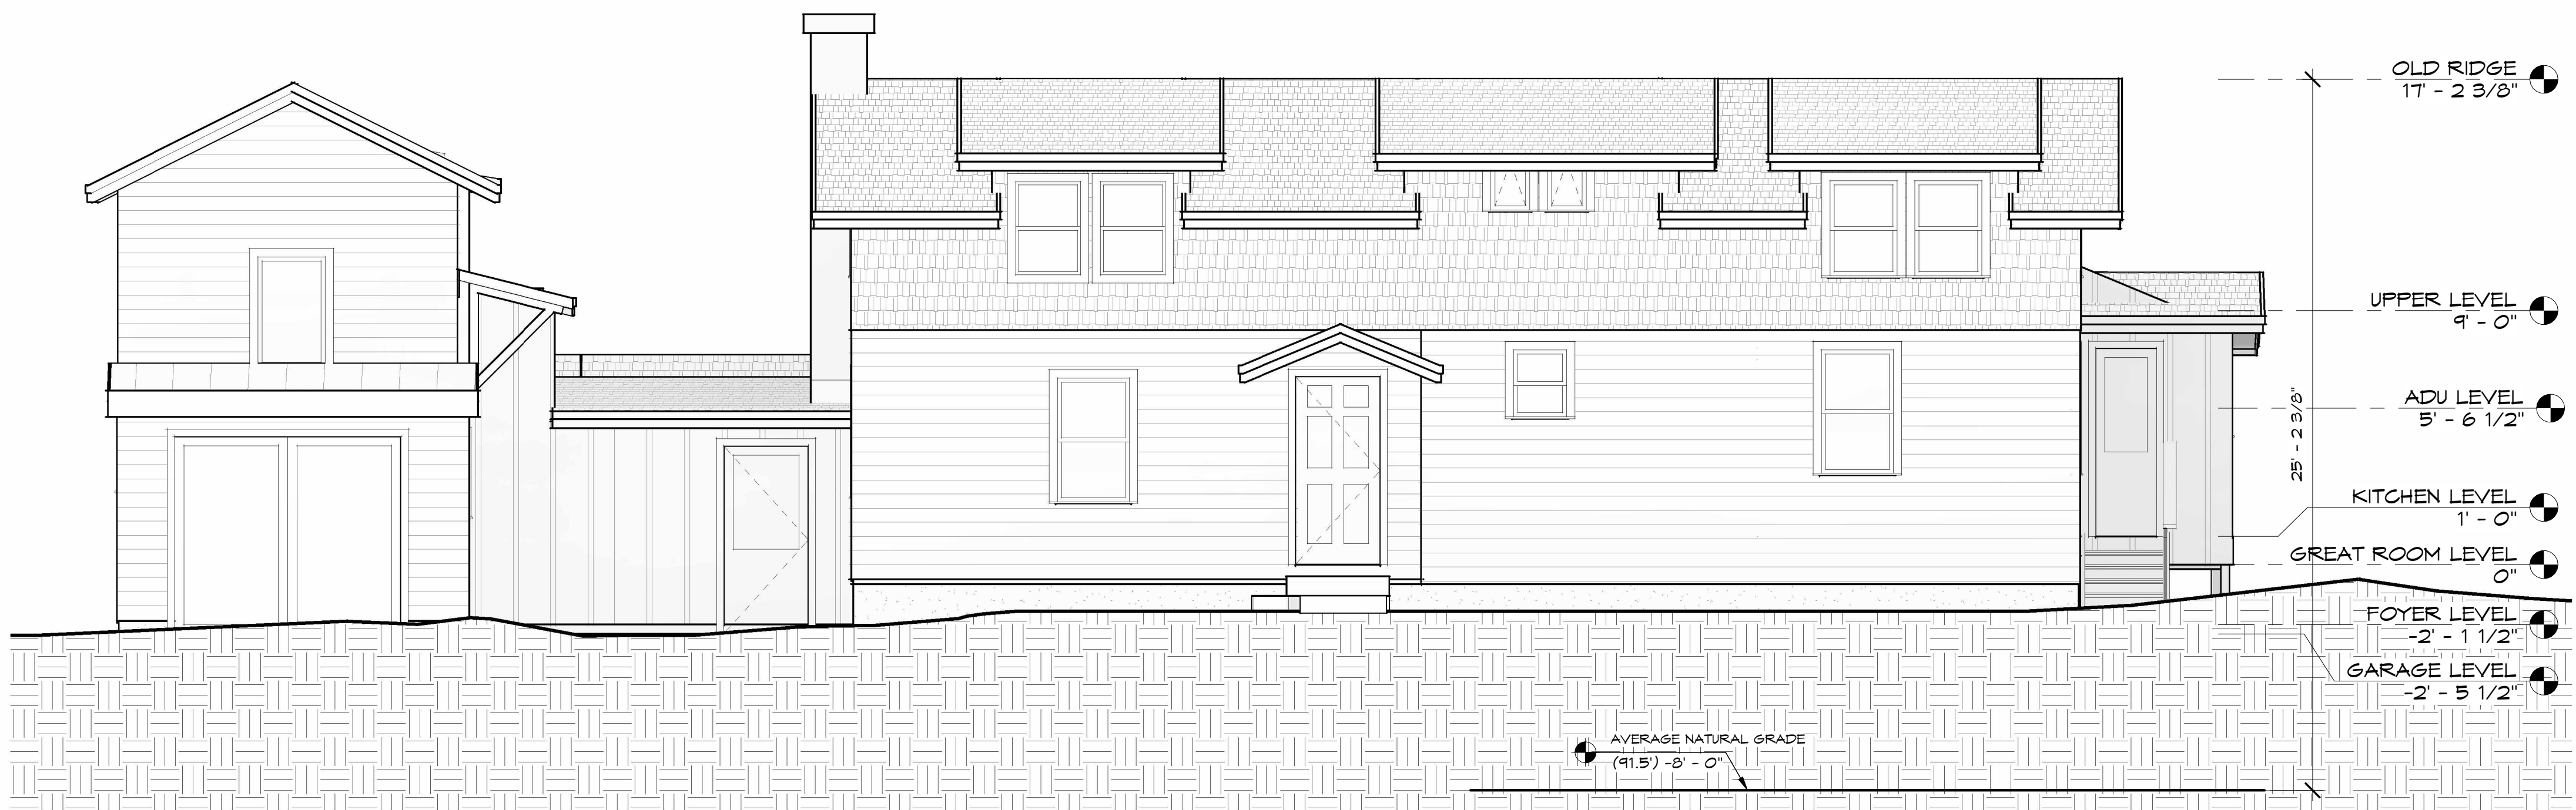 OLD RIDGE
17' - 2 3/8"
UPPER LEVEL
9' - 0"
ADU LEVEL
5' - 6 1/2"
25' - 2 3/8"
KITCHEN LEVEL
1' - 0"
GREAT ROOM LEVEL
0"
FOYER LEVEL
-2' - 1 1/2"
GARAGE LEVEL
-2' - 5 1/2"
AVERAGE NATURAL GRADE
(91.5') -8' - 0"